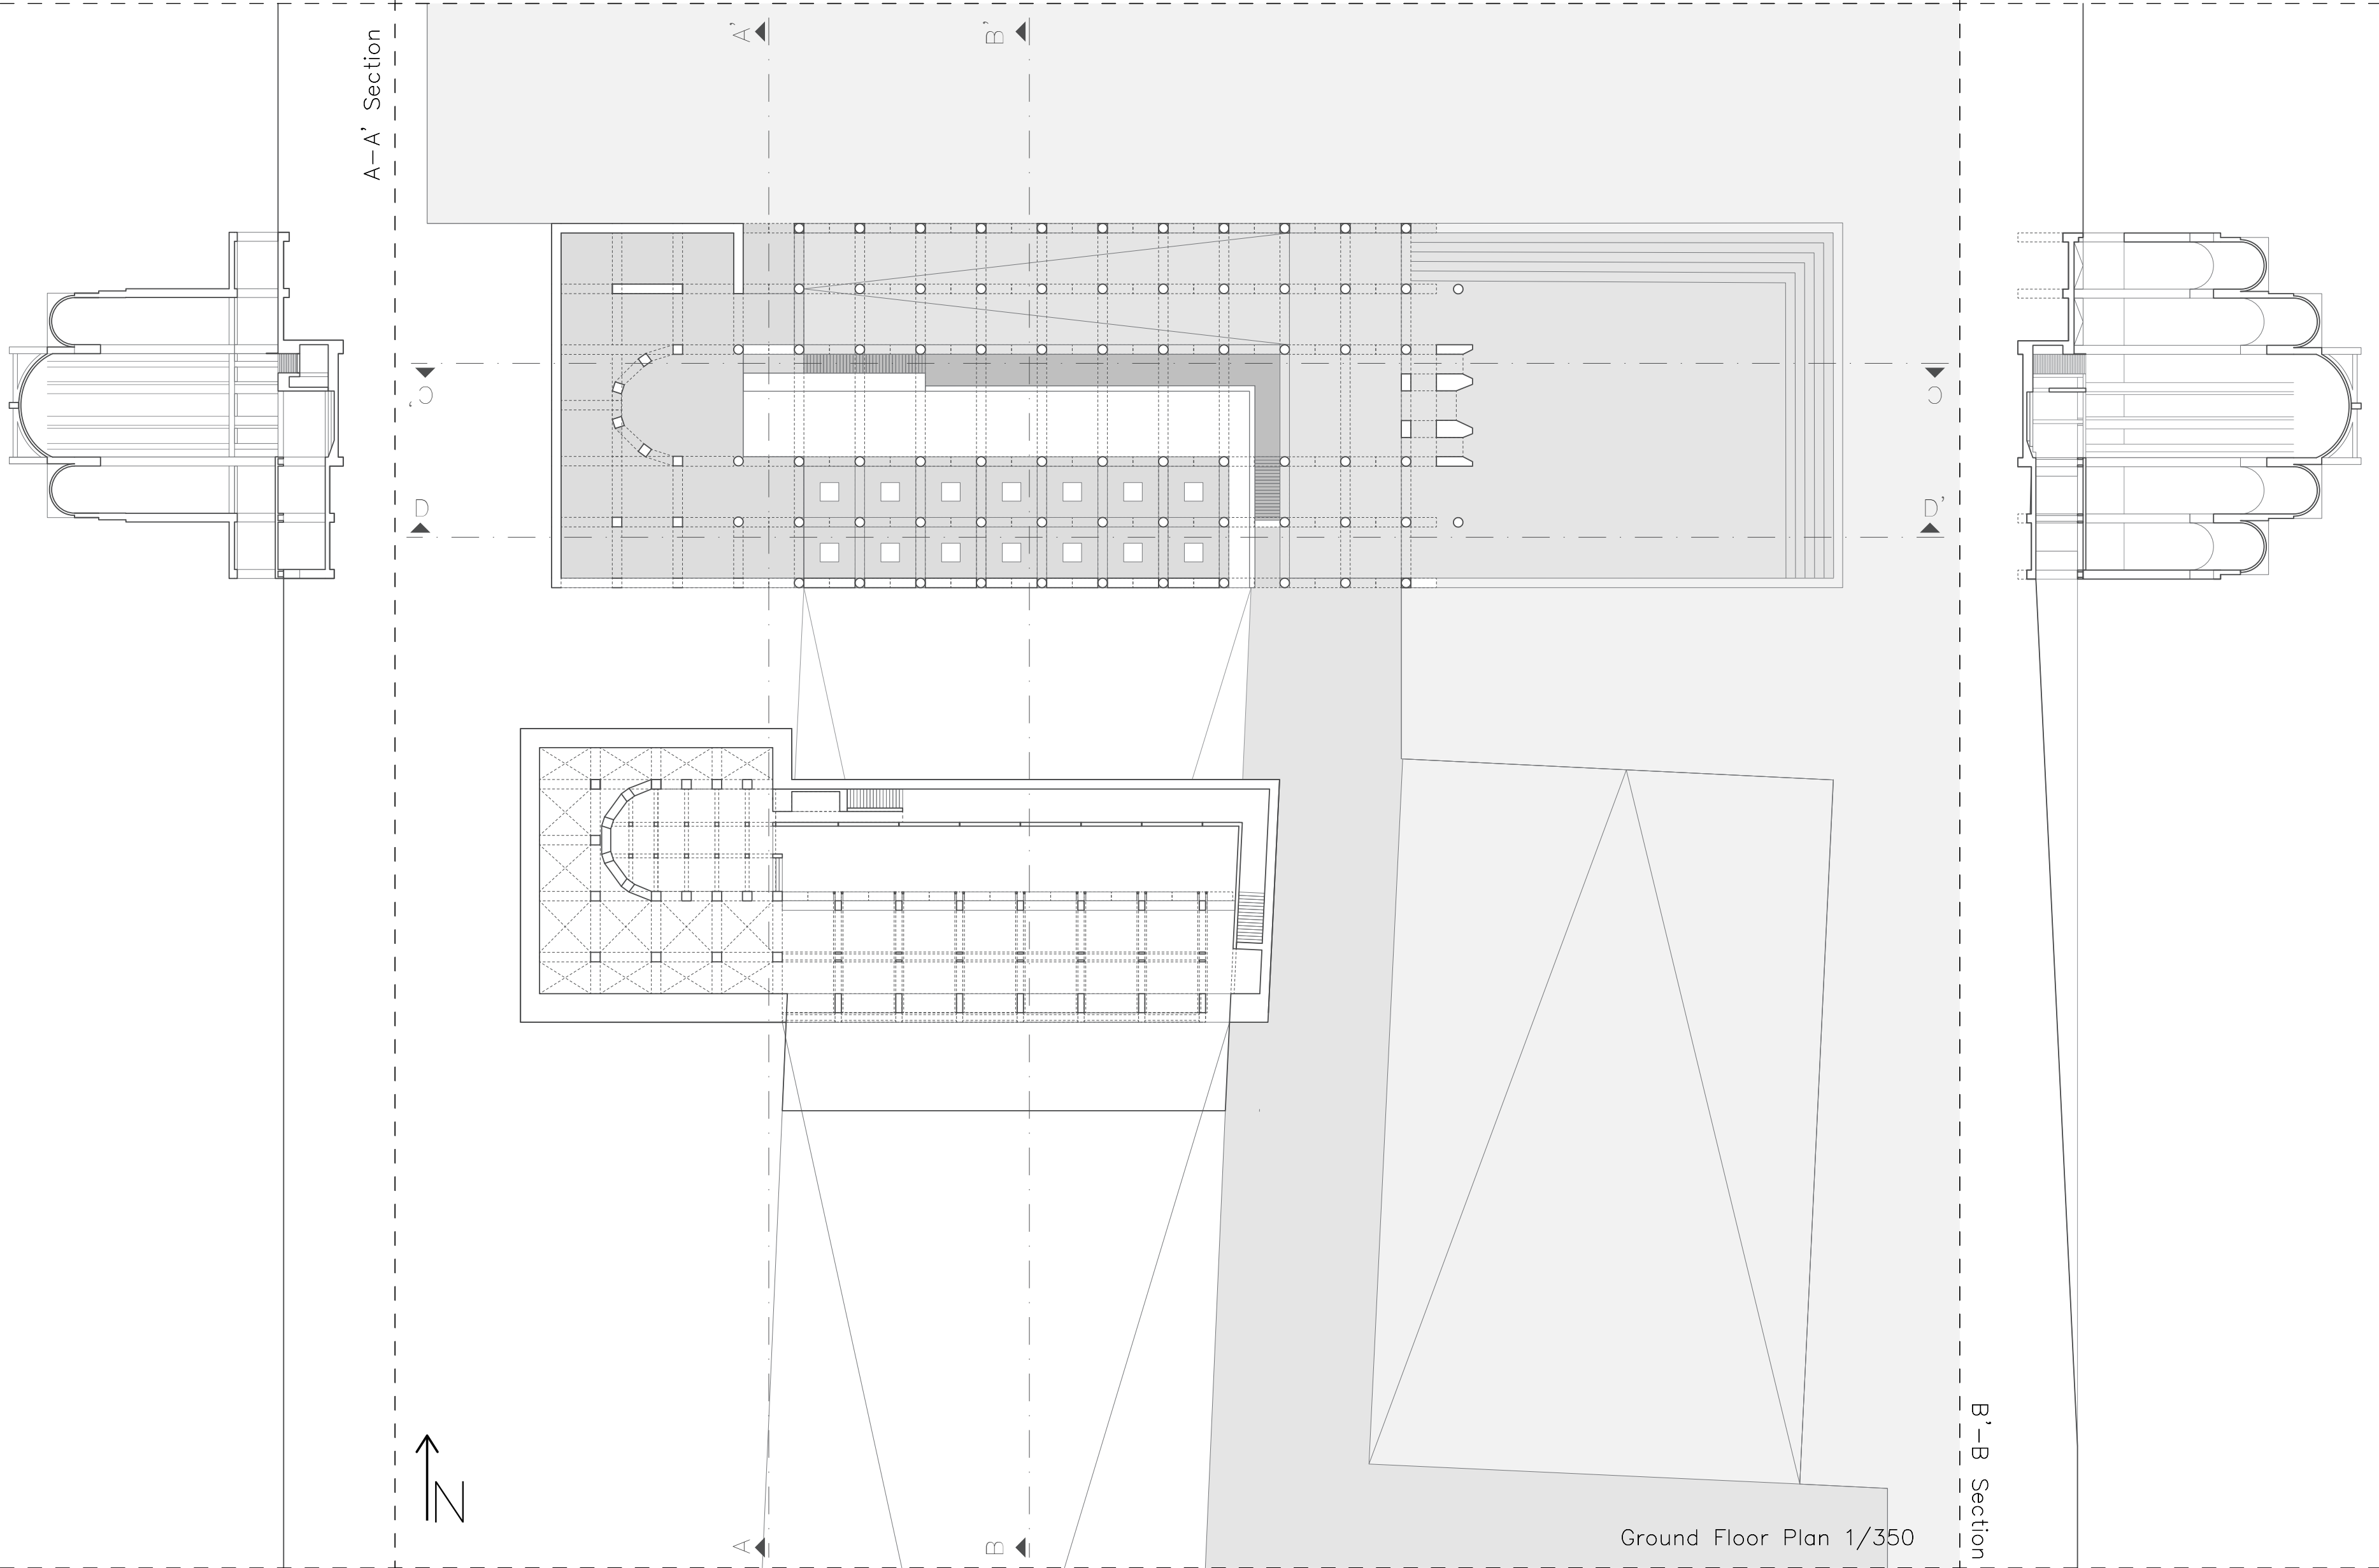 A-A' Section
A'
B'
C'
C
D
D'
N
A
B
B'-B Section
Ground Floor Plan 1/350